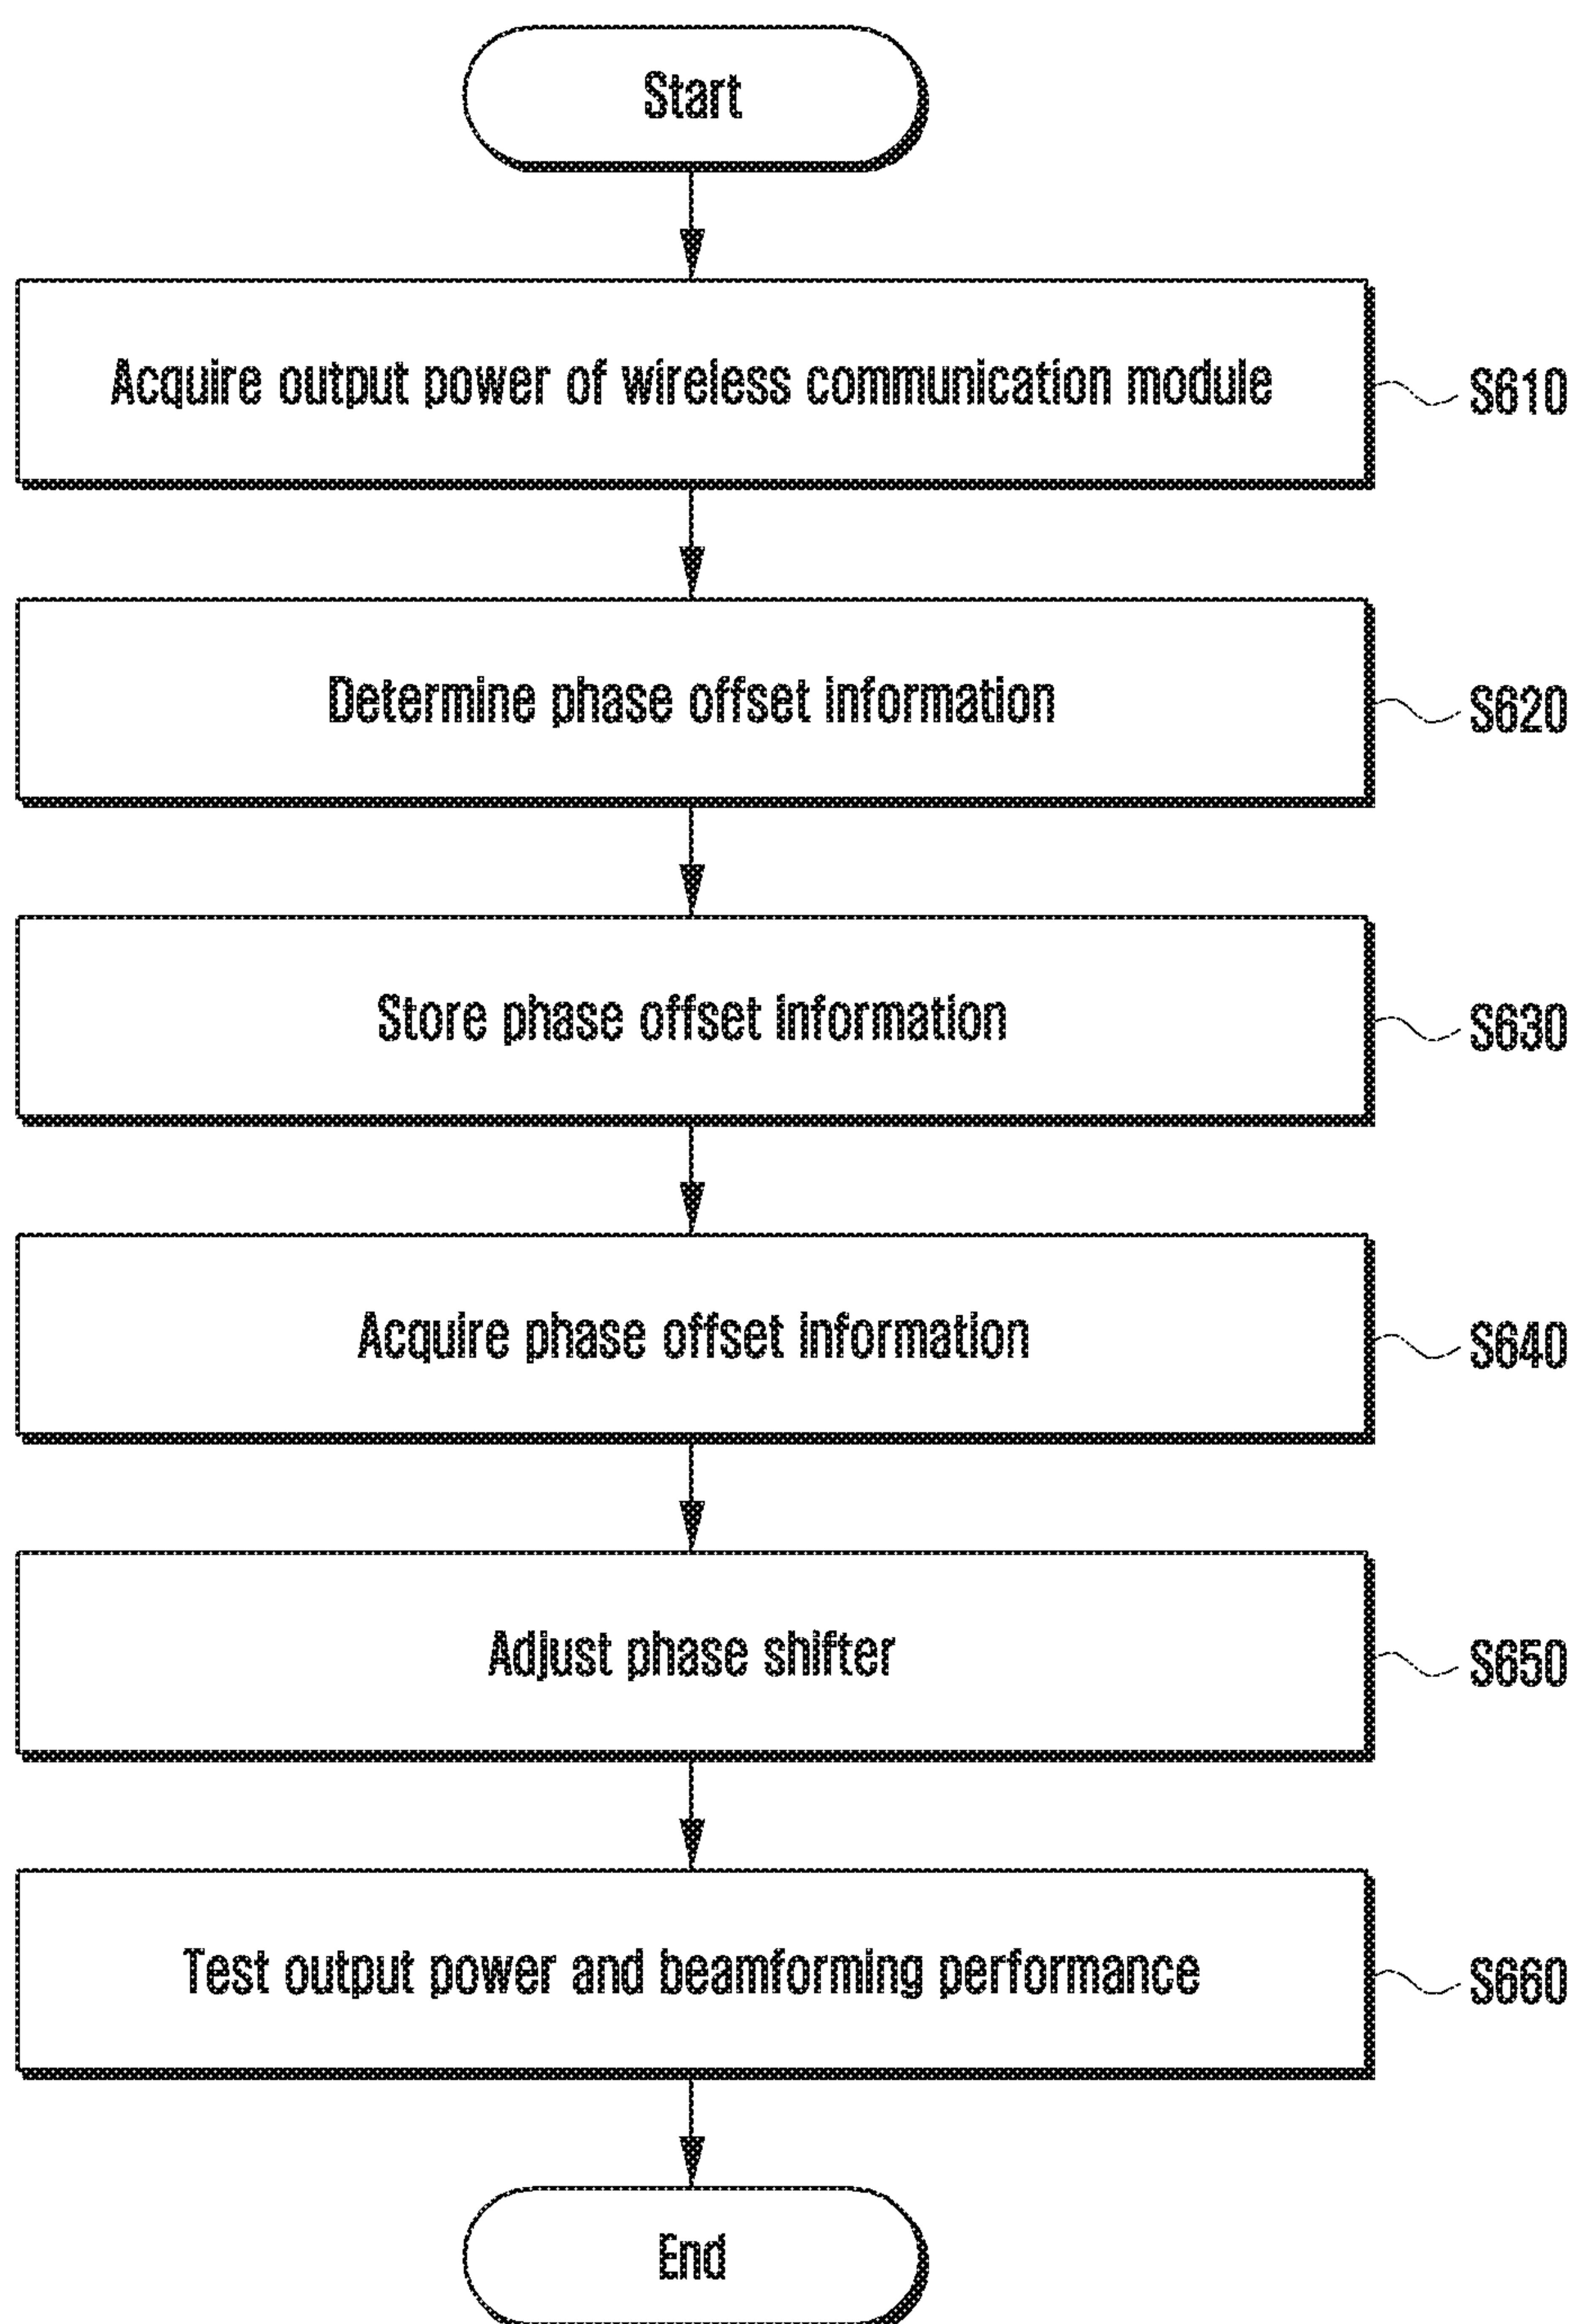 Start
Acquire output power of wireless communication module
S610
Determine phase offset information
S620
Store phase offset information
S630
Acquire phase offset information
S640
Adjust phase shifter
S650
Test output power and beamforming performance
S660
End